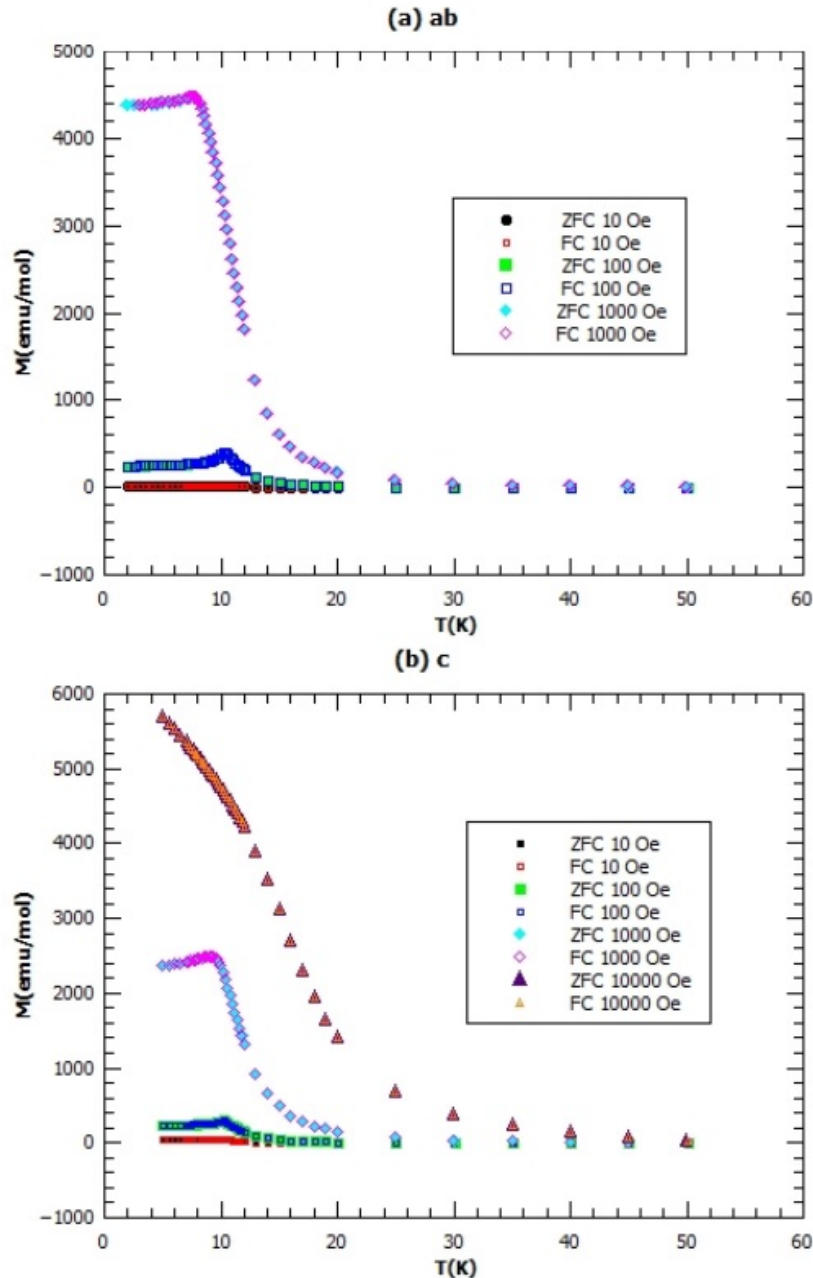 (a) ab
5000
4000
3000
2000
1000
0
−1000
M(emu/mol)
ZFC 10 Oe
FC 10 Oe
ZFC 100 Oe
FC 100 Oe
ZFC 1000 Oe
FC 1000 Oe
0 10 20 30 40 50 60
T(K)
(b) c
6000
5000
4000
3000
2000
1000
0
−1000
M(emu/mol)
ZFC 10 Oe
FC 10 Oe
ZFC 100 Oe
FC 100 Oe
ZFC 1000 Oe
FC 1000 Oe
ZFC 10000 Oe
FC 10000 Oe
0 10 20 30 40 50 60
T(K)